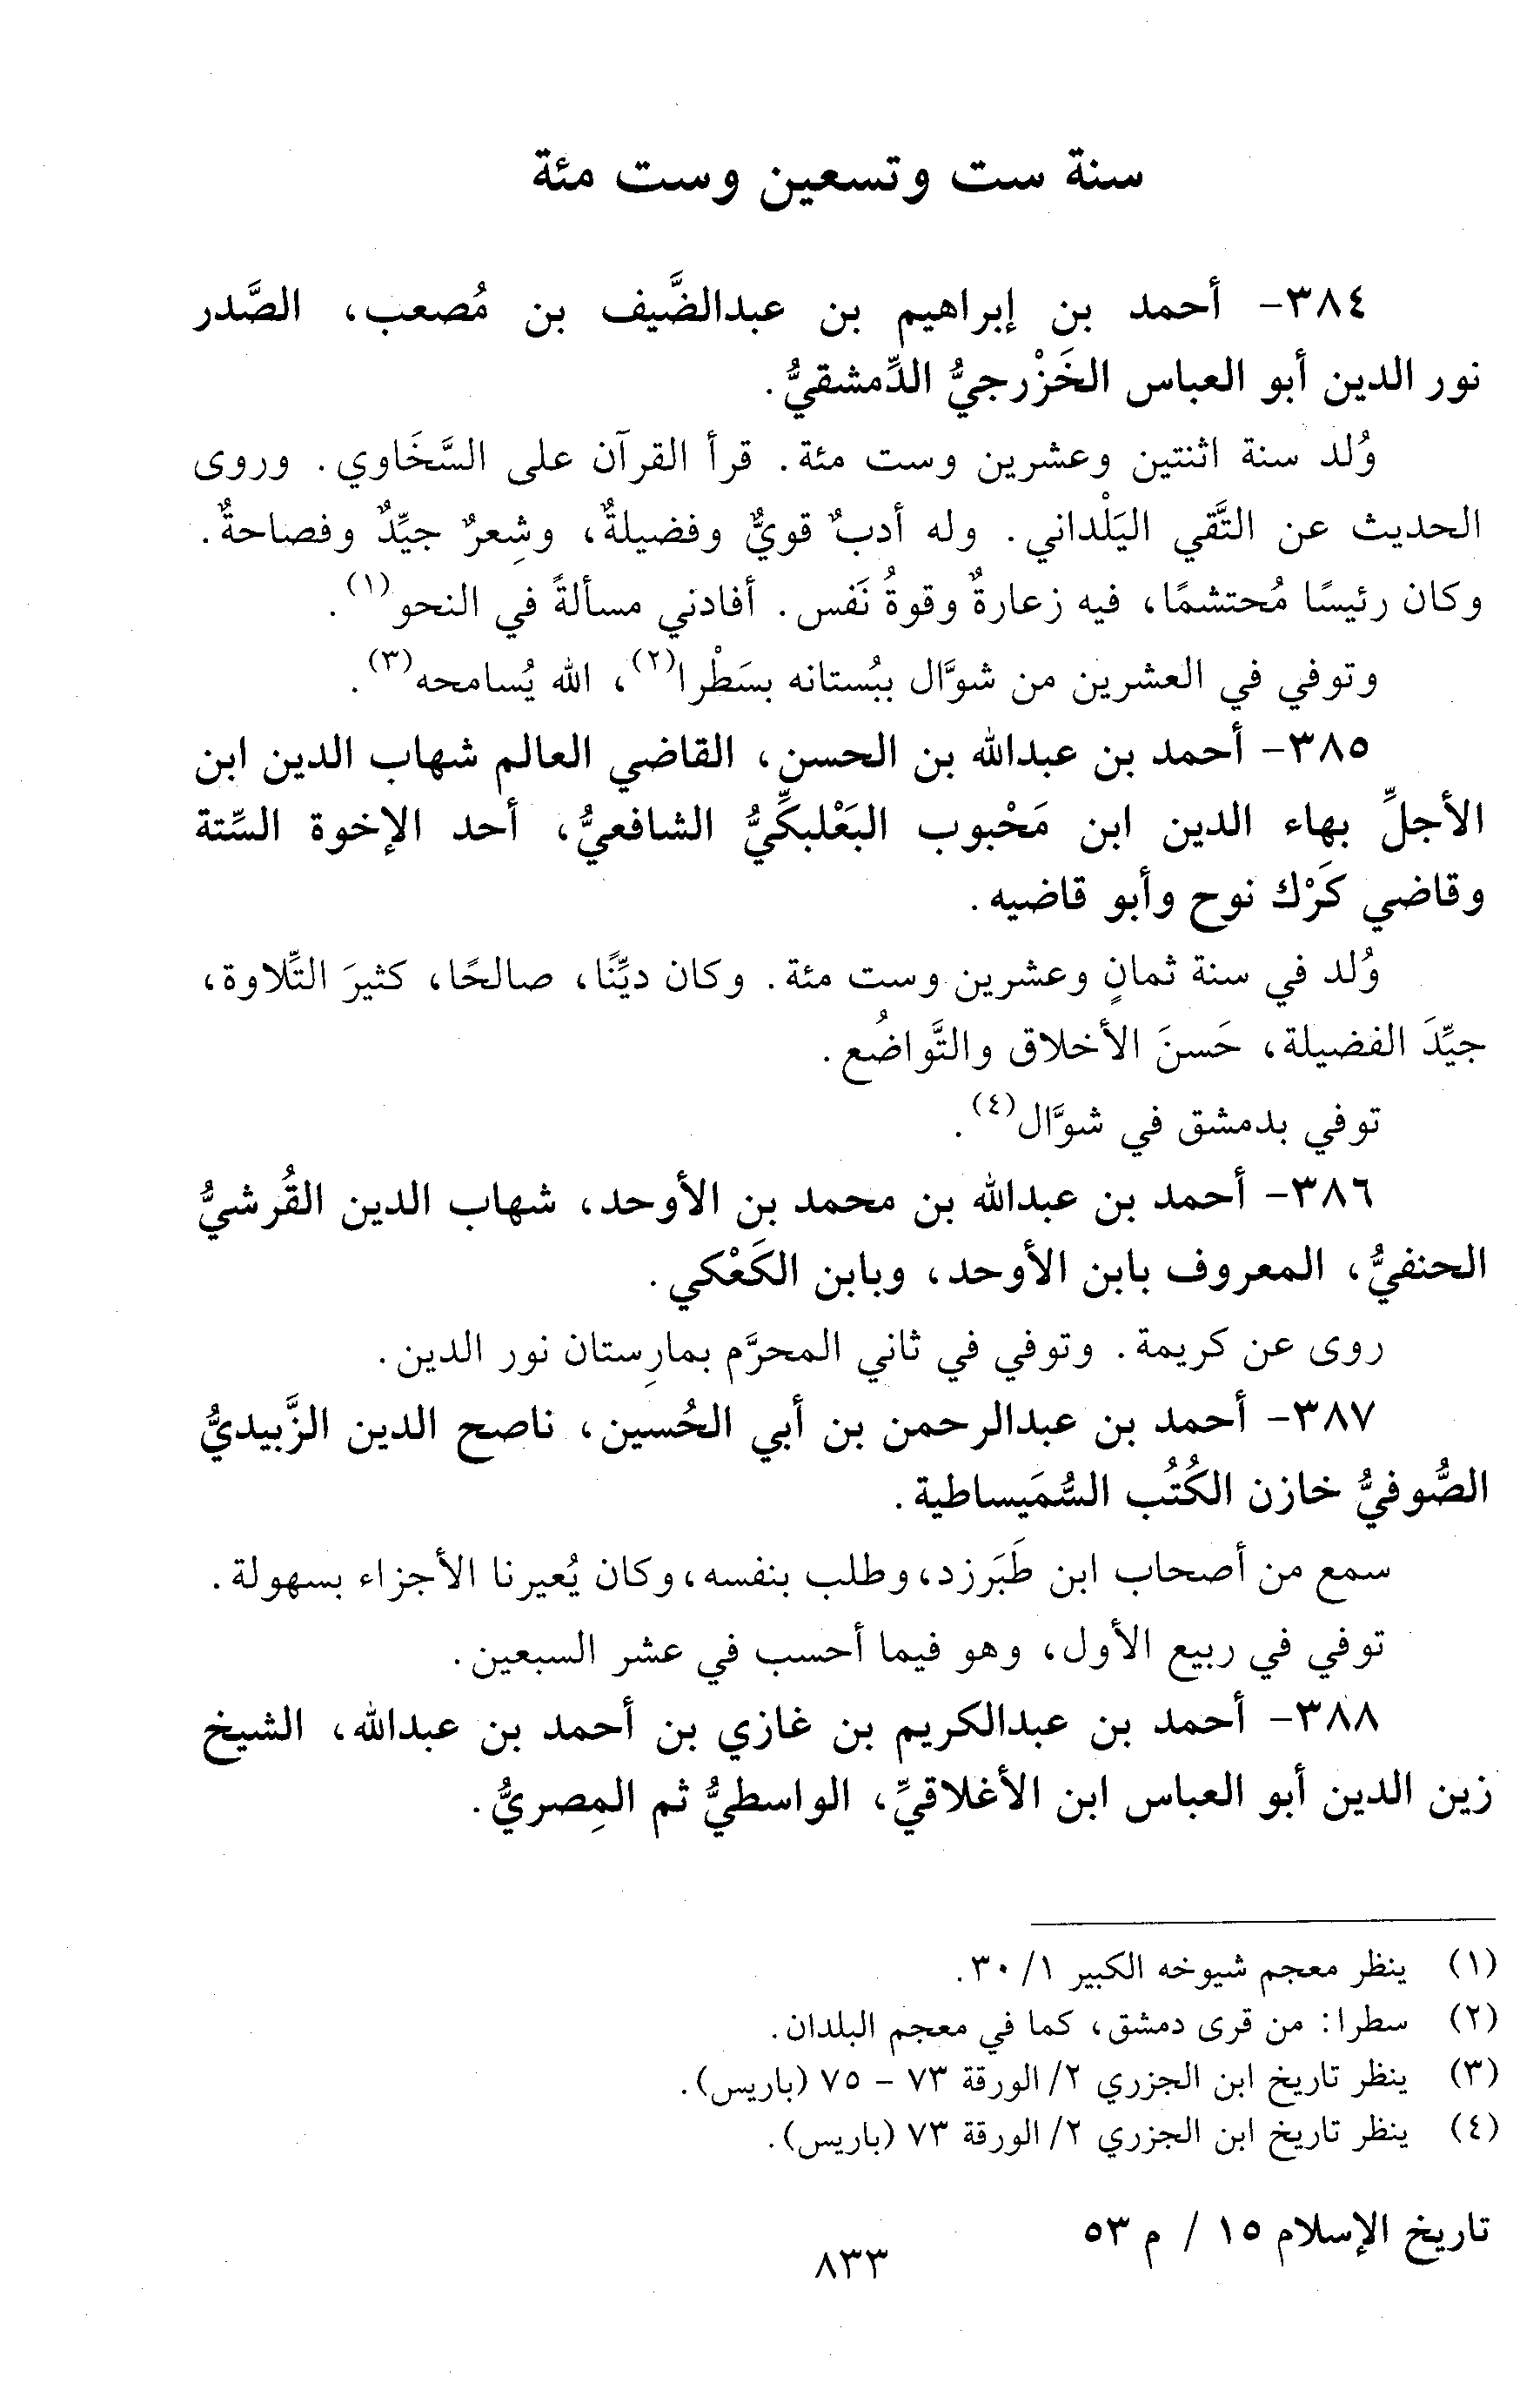 سنة ست وتسعين وست مئة
٣٨٤- أحمد بن إبراهيم بن عبدالضَّيف بن مُصعب، الصَّدر
نور الدين أبو العباس الخَزْرجيُّ الدِّمشقيُّ.
وُلد سنة اثنتين وعشرين وست مئة. قرأ القرآن على السَّخَاوي. وروى
الحديث عن التَّقي اليَلْداني. وله أدبٌ قويٌّ وفضيلةٌ، وشِعرٌ جيِّدٌ وفصاحةٌ.
وكان رئيسًا مُحتشمًا، فيه زعارةٌ وقوةُ نَفس. أفادني مسألةً في النحو(١).
وتوفي في العشرين من شوَّال ببُستانه بسَطْرا(٢)، الله يُسامحه(٣).
٣٨٥- أحمد بن عبدالله بن الحسن، القاضي العالم شهاب الدين ابن
الأجلِّ بهاء الدين ابن مَحْبوب البَعْلبكِّيُّ الشافعيُّ، أحد الإخوة السِّتة
وقاضي كَرْك نوح وأبو قاضيه.
وُلد في سنة ثمانٍ وعشرين وست مئة. وكان ديِّنًا، صالحًا، كثيرَ التِّلاوة،
جيِّدَ الفضيلة، حَسنَ الأخلاق والتَّواضُع.
توفي بدمشق في شوَّال(٤).
٣٨٦- أحمد بن عبدالله بن محمد بن الأوحد، شهاب الدين القُرشيُّ
الحنفيُّ، المعروف بابن الأوحد، وبابن الكَعْكي.
روى عن كريمة. وتوفي في ثاني المحرَّم بمارِستان نور الدين.
٣٨٧- أحمد بن عبدالرحمن بن أبي الحُسين، ناصح الدين الزَّبيديُّ
الصُّوفيُّ خازن الكُتُب السُّمَيساطية.
سمع من أصحاب ابن طَبَرزد، وطلب بنفسه، وكان يُعيرنا الأجزاء بسهولة.
توفي في ربيع الأول، وهو فيما أحسب في عشر السبعين.
٣٨٨- أحمد بن عبدالكريم بن غازي بن أحمد بن عبدالله، الشيخ
زين الدين أبو العباس ابن الأغلاقيِّ، الواسطيُّ ثم المِصريُّ.
(١) ينظر معجم شيوخه الكبير ١/ ٣٠.
(٢) سطرا: من قرى دمشق، كما في معجم البلدان.
(٣) ينظر تاريخ ابن الجزري ٢/ الورقة ٧٣ - ٧٥ (باريس).
(٤) ينظر تاريخ ابن الجزري ٢/ الورقة ٧٣ (باريس).
تاريخ الإسلام ١٥ / م ٥٣
٨٣٣